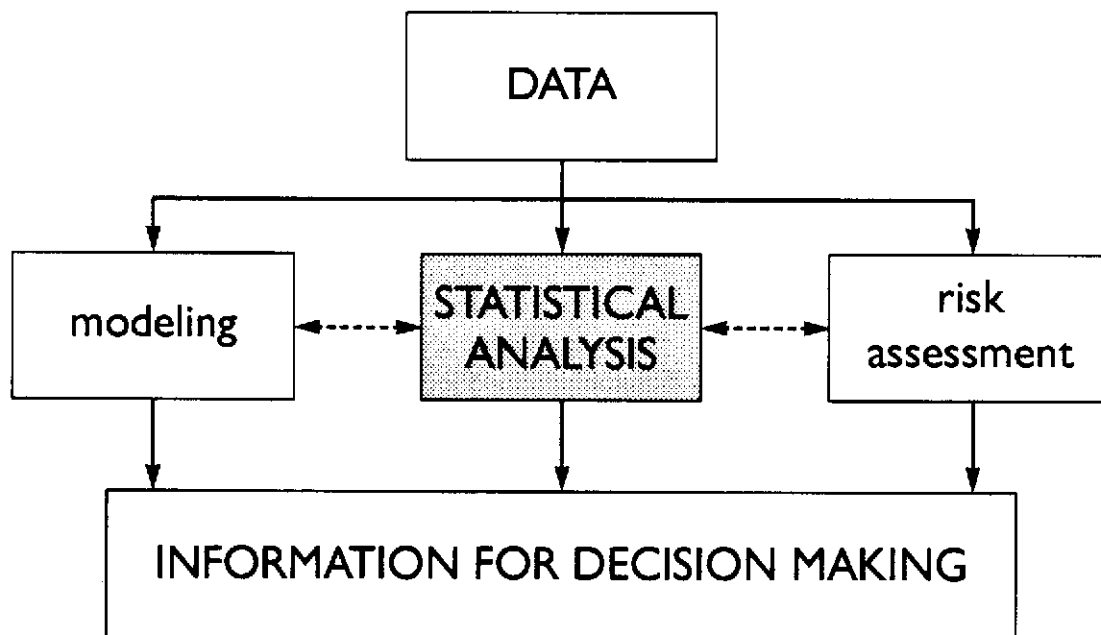 DATA
modeling
STATISTICAL
ANALYSIS
risk
assessment
INFORMATION FOR DECISION MAKING